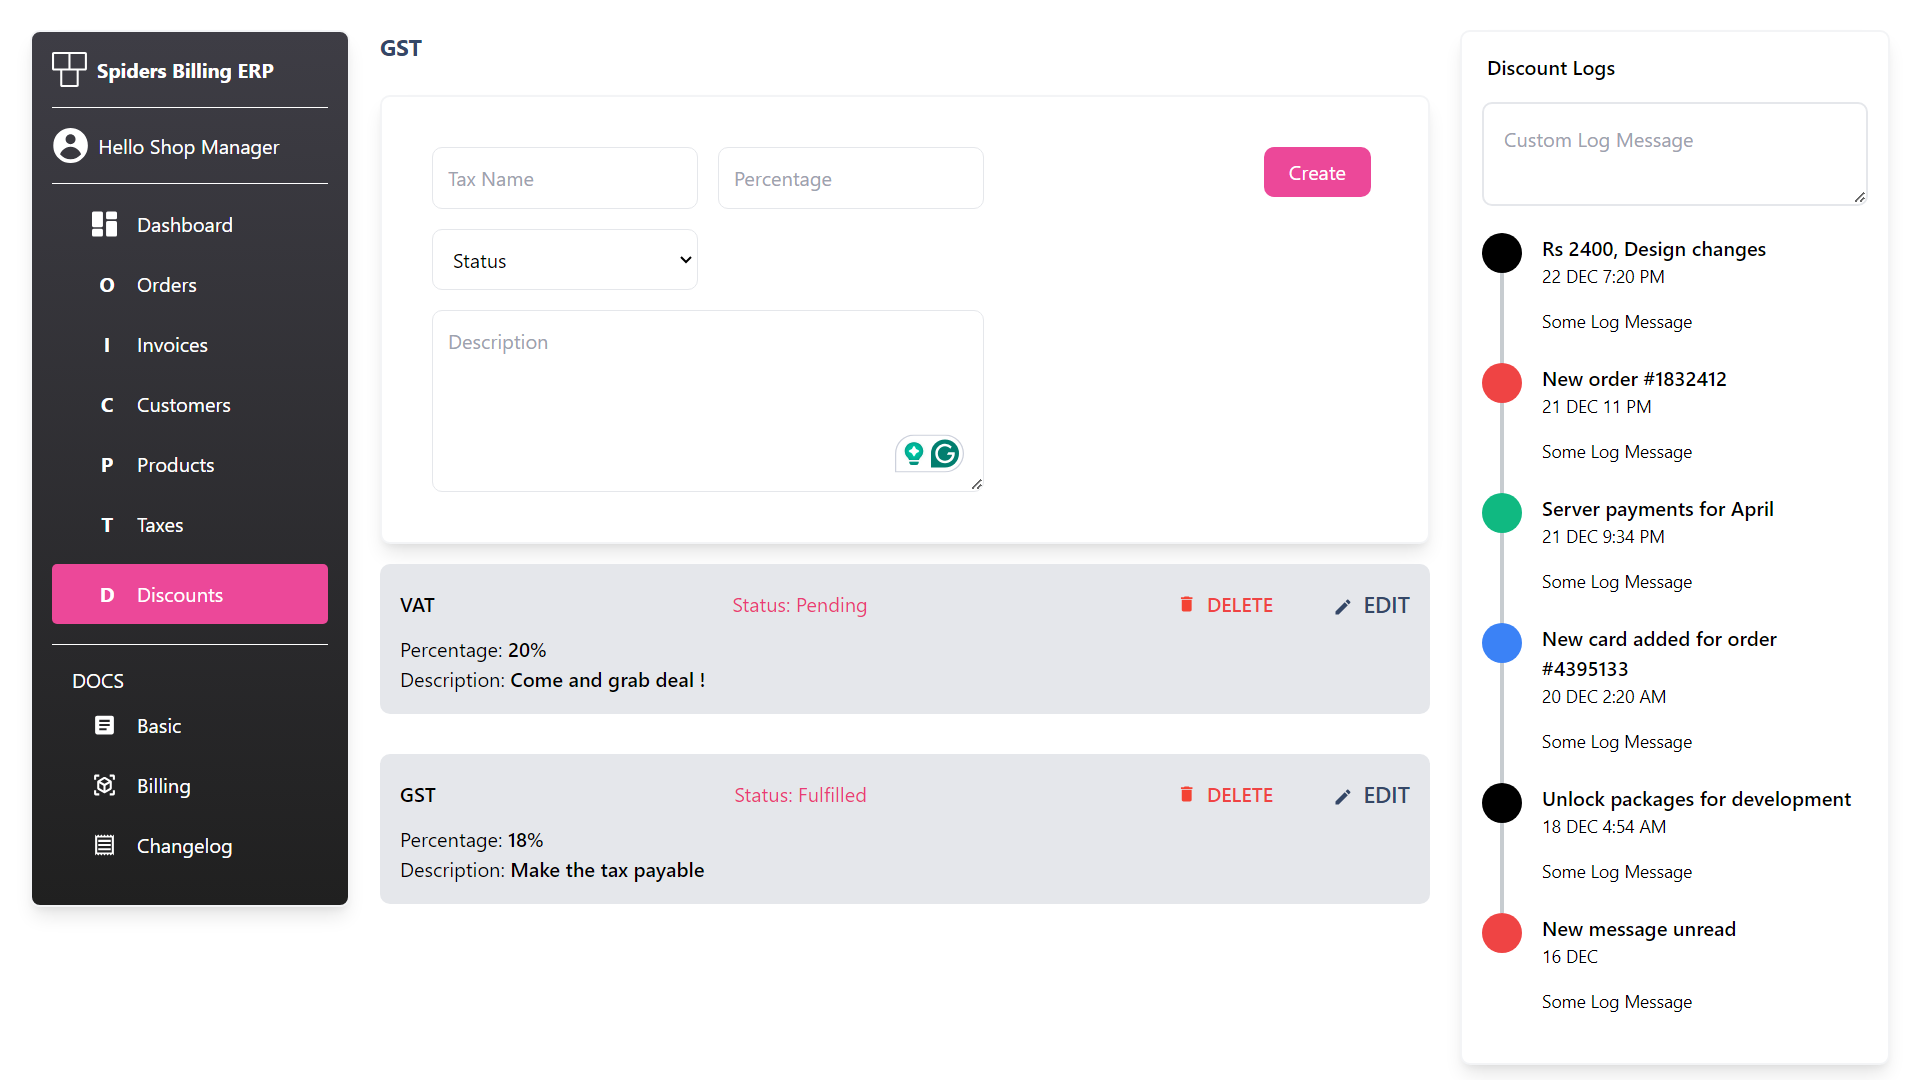 Spiders Billing ERP
Hello Shop Manager
Dashboard
O Orders
I Invoices
C Customers
P Products
T Taxes
D Discounts
DOCS
Basic
Billing
Changelog
GST
Tax Name
Percentage
Create
Status
Description
VAT
Status: Pending
DELETE
EDIT
Percentage: 20%
Description: Come and grab deal !
GST
Status: Fulfilled
DELETE
EDIT
Percentage: 18%
Description: Make the tax payable
Discount Logs
Custom Log Message
Rs 2400, Design changes
22 DEC 7:20 PM
Some Log Message
New order #1832412
21 DEC 11 PM
Some Log Message
Server payments for April
21 DEC 9:34 PM
Some Log Message
New card added for order
#4395133
20 DEC 2:20 AM
Some Log Message
Unlock packages for development
18 DEC 4:54 AM
Some Log Message
New message unread
16 DEC
Some Log Message